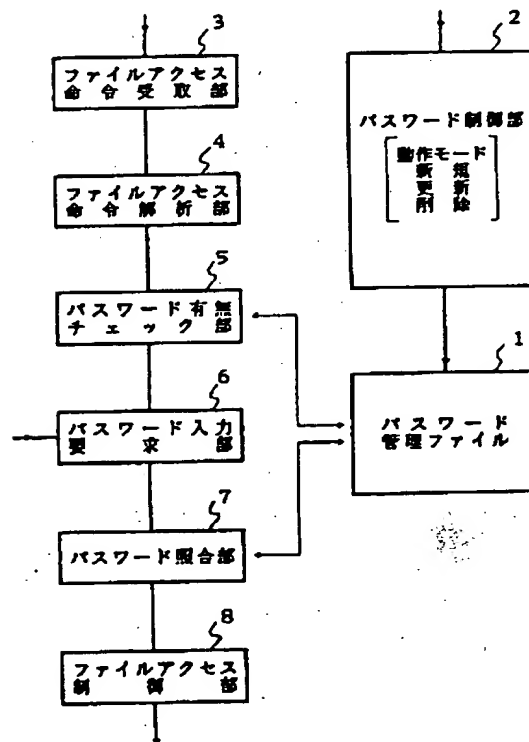 3
ファイルアクセス
命令受取部
4
ファイルアクセス
命令解析部
5
パスワード有無
チェック部
6
パスワード入力
要求部
7
パスワード照合部
8
ファイルアクセス
制御部
2
パスワード制御部
動作モード
新規
更新
削除
1
パスワード
管理ファイル